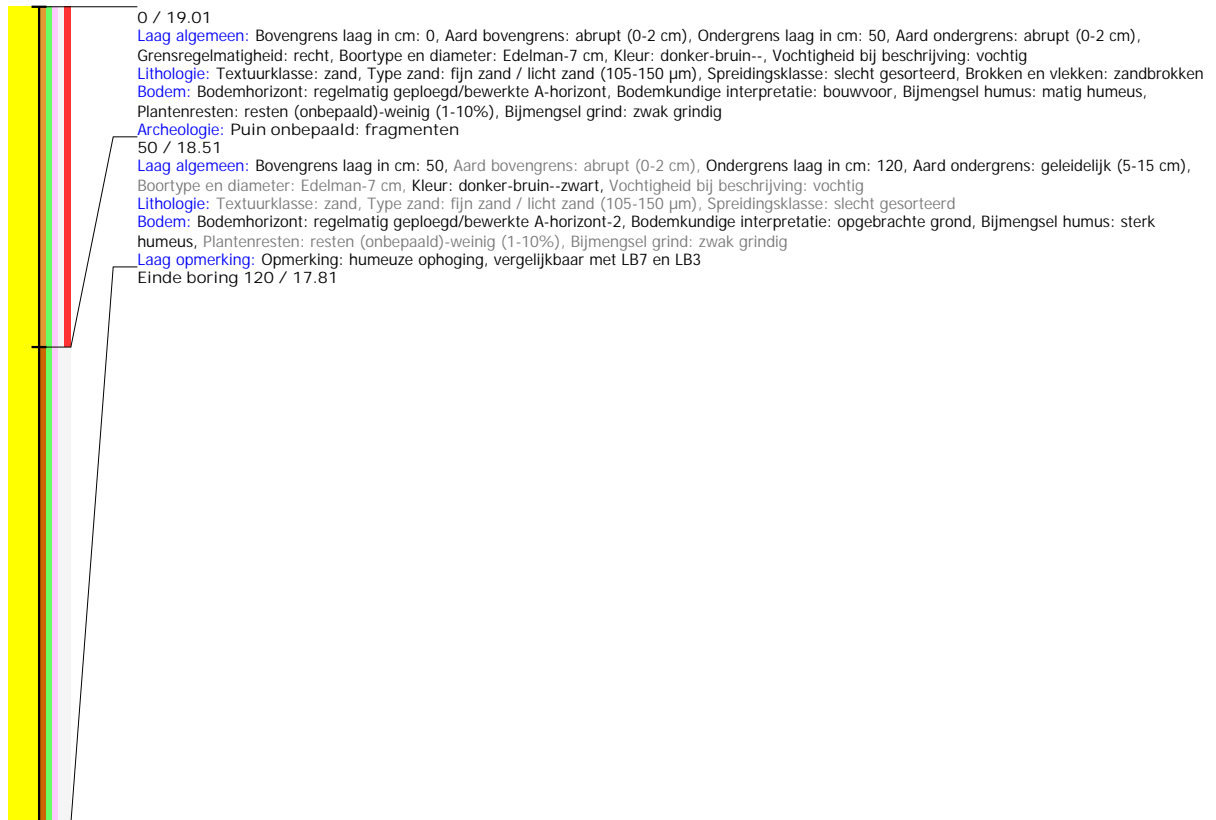 0 / 19.01
Laag algemeen: Bovengrens laag in cm: 0, Aard bovengrens: abrupt (0-2 cm), Ondergrens laag in cm: 50, Aard ondergrens: abrupt (0-2 cm),
Grensregelmatigheid: recht, Boortype en diameter: Edelman-7 cm, Kleur: donker-bruin--, Vochtigheid bij beschrijving: vochtig
Lithologie: Textuurklasse: zand, Type zand: fijn zand / licht zand (105-150 µm), Spreidingsklasse: slecht gesorteerd, Brokken en vlekken: zandbrokken
Bodem: Bodemhorizont: regelmatig geploegd/bewerkte A-horizont, Bodemkundige interpretatie: bouwvoor, Bijmengsel humus: matig humeus,
Plantenresten: resten (onbepaald)-weinig (1-10%), Bijmengsel grind: zwak grindig
Archeologie: Puin onbepaald: fragmenten
50 / 18.51
Laag algemeen: Bovengrens laag in cm: 50, Aard bovengrens: abrupt (0-2 cm), Ondergrens laag in cm: 120, Aard ondergrens: geleidelijk (5-15 cm),
Boortype en diameter: Edelman-7 cm, Kleur: donker-bruin--zwart, Vochtigheid bij beschrijving: vochtig
Lithologie: Textuurklasse: zand, Type zand: fijn zand / licht zand (105-150 µm), Spreidingsklasse: slecht gesorteerd
Bodem: Bodemhorizont: regelmatig geploegd/bewerkte A-horizont-2, Bodemkundige interpretatie: opgebrachte grond, Bijmengsel humus: sterk
humeus, Plantenresten: resten (onbepaald)-weinig (1-10%), Bijmengsel grind: zwak grindig
Laag opmerking: Opmerking: humeuze ophoging, vergelijkbaar met LB7 en LB3
Einde boring 120 / 17.81